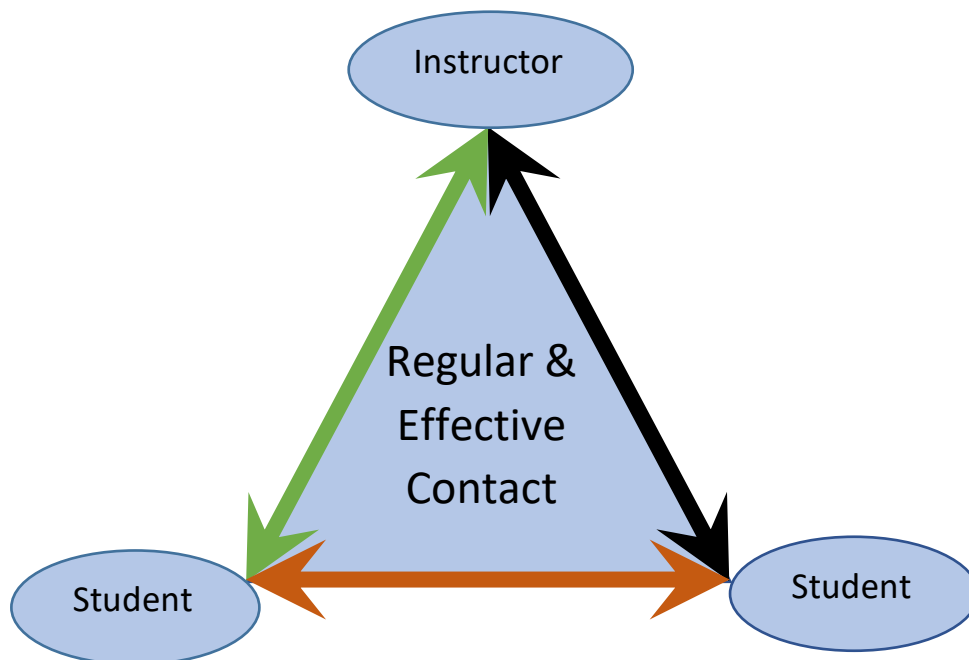 Instructor
Regular &
Effective
Contact
Student
Student